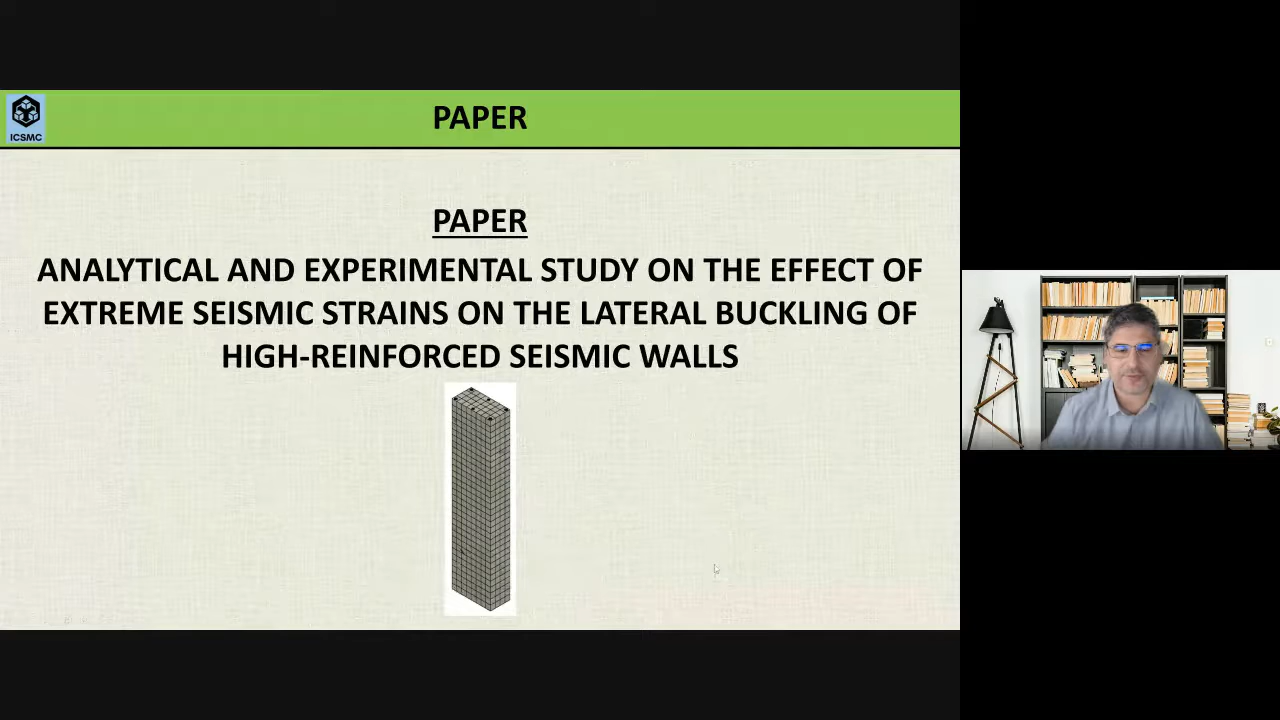 PAPER
ICSMC
PAPER
ANALYTICAL AND EXPERIMENTAL STUDY ON THE EFFECT OF
EXTREME SEISMIC STRAINS ON THE LATERAL BUCKLING OF
HIGH-REINFORCED SEISMIC WALLS